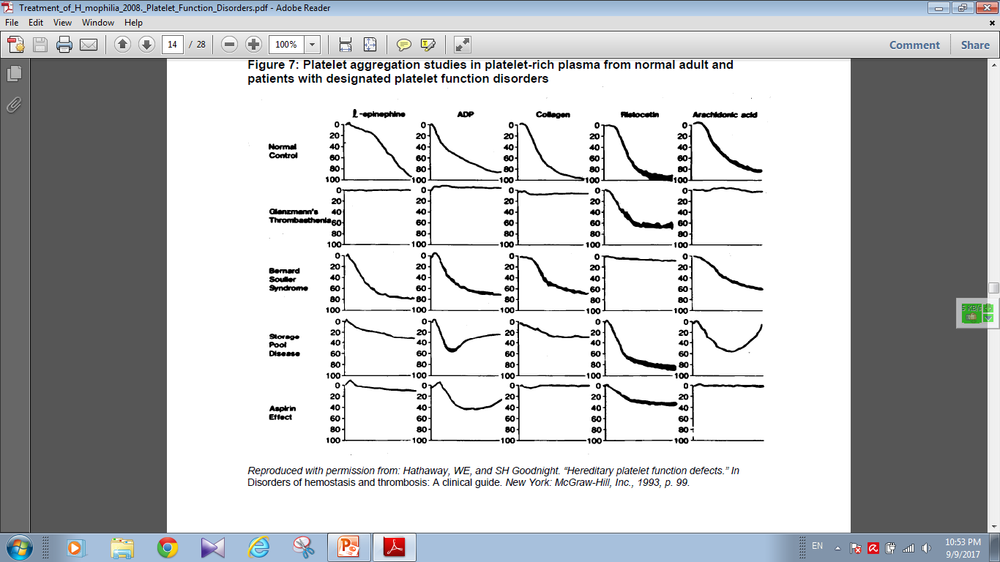 Treatment_of_H_mophilia_2008._Platelet_Function_Disorders.pdf - Adobe Reader
File Edit View Window Help
14 / 28 100% Comment Share
Figure 7: Platelet aggregation studies in platelet-rich plasma from normal adult and
patients with designated platelet function disorders
ℓ-epinephine ADP Collagen Ristocetin Arachidonic acid
0 0 0 0 0
20 20 20 20 20
Normal
Control
40 40 40 40 40
60 60 60 60 60
80 80 80 80 80
100 100 100 100 100
0 0 0 0 0
20 20 20 20 20
Glanzmann's
Thrombasthenia
40 40 40 40 40
60 60 60 60 60
80 80 80 80 80
100 100 100 100 100
0 0 0 0 0
20 20 20 20 20
Bernard
Soulier
Syndrome
40 40 40 40 40
60 60 60 60 60
80 80 80 80 80
100 100 100 100 100
0 0 0 0 0
20 20 20 20 20
Storage
Pool
Disease
40 40 40 40 40
60 60 60 60 60
80 80 80 80 80
100 100 100 100 100
0 0 0 0 0
20 20 20 20 20
Aspirin
Effect
40 40 40 40 40
60 60 60 60 60
80 80 80 80 80
100 100 100 100 100
Reproduced with permission from: Hathaway, WE, and SH Goodnight. “Hereditary platelet function defects.” In
Disorders of hemostasis and thrombosis: A clinical guide. New York: McGraw-Hill, Inc., 1993, p. 99.
EN
10:53 PM
9/9/2017